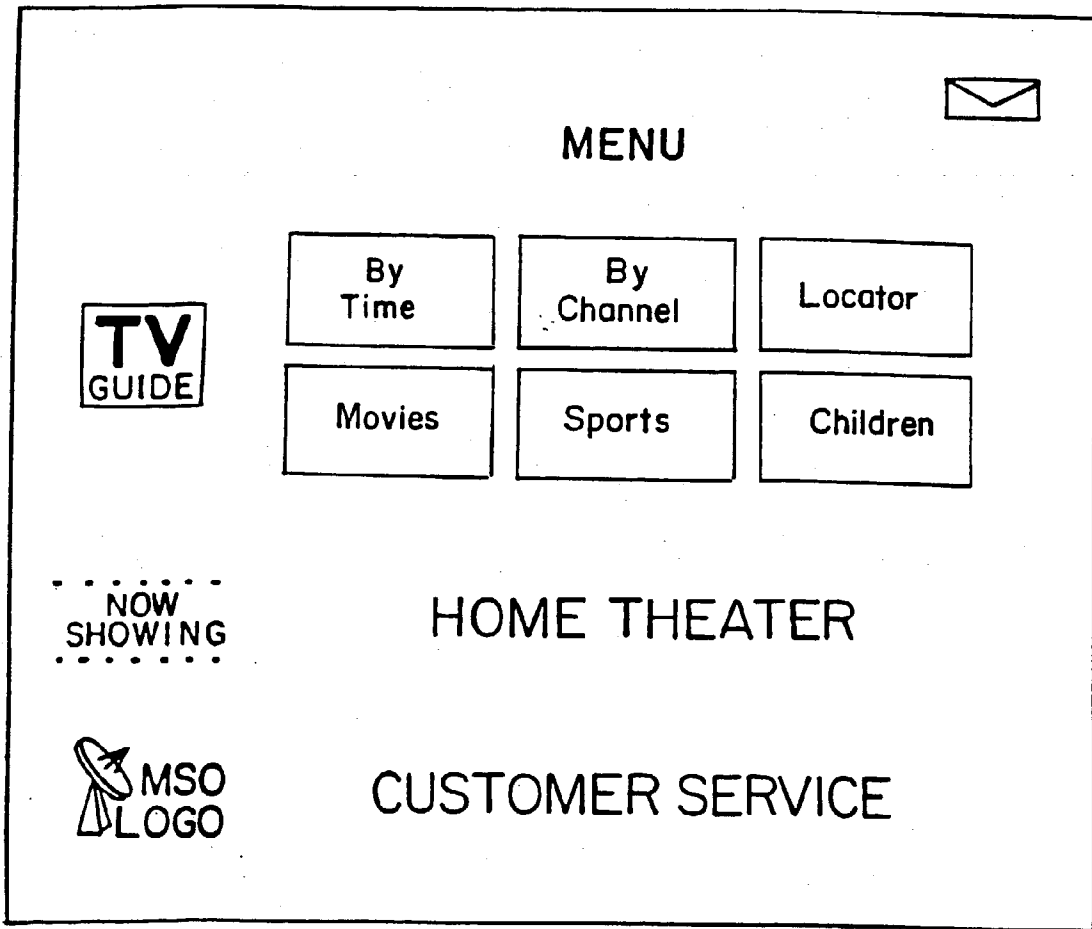 MENU
By
Time
By
Channel
Locator
TV
GUIDE
Movies
Sports
Children
NOW
SHOWING
HOME THEATER
MSO
LOGO
CUSTOMER SERVICE